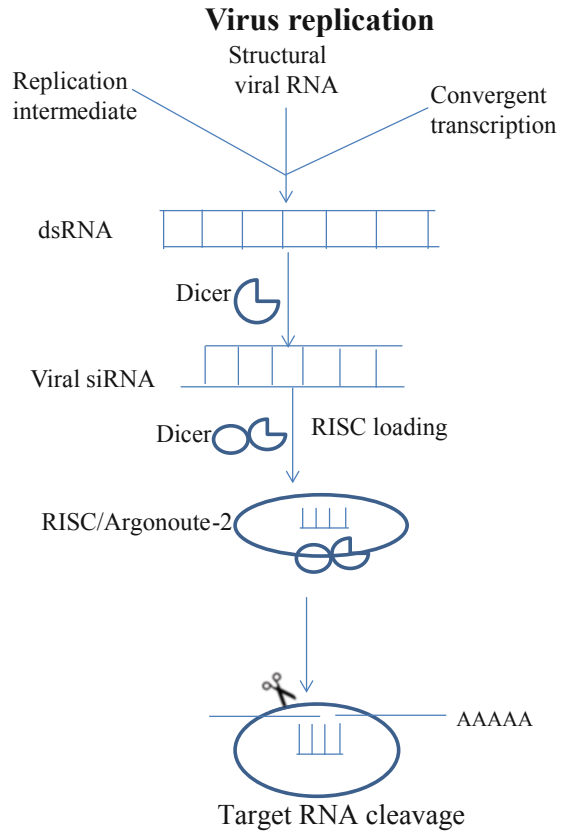 Virus replication
Structural
viral RNA
Replication
intermediate
Convergent
transcription
dsRNA
Dicer
Viral siRNA
Dicer
RISC loading
RISC/Argonoute-2
AAAAA
Target RNA cleavage